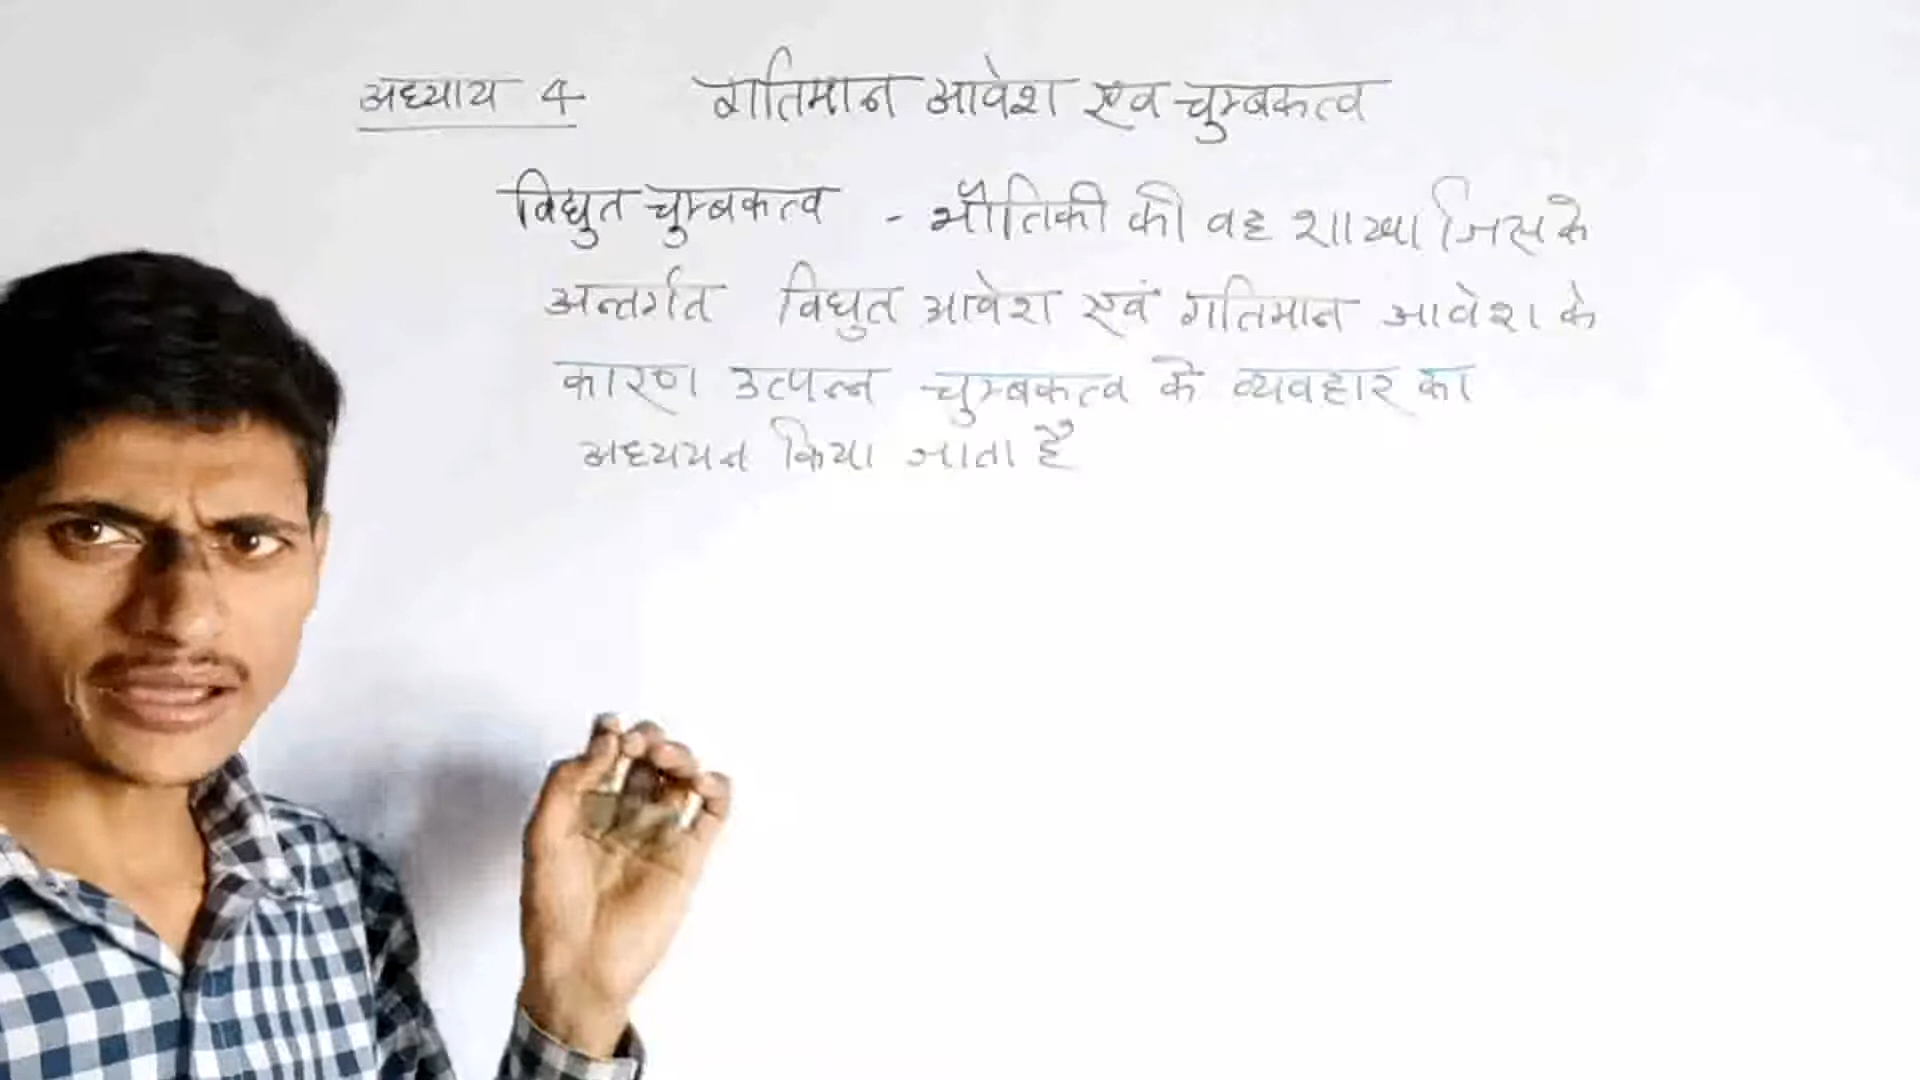 अध्याय 4 गतिमान आवेश एव चुम्बकत्व
विधुत चुम्बकत्व - भौतिकी की वह शाखा जिसके
अन्तर्गत विधुत आवेश एवं गतिमान आवेश के
कारण उत्पन्न चुम्बकत्व के व्यवहार का
अध्ययन किया जाता है